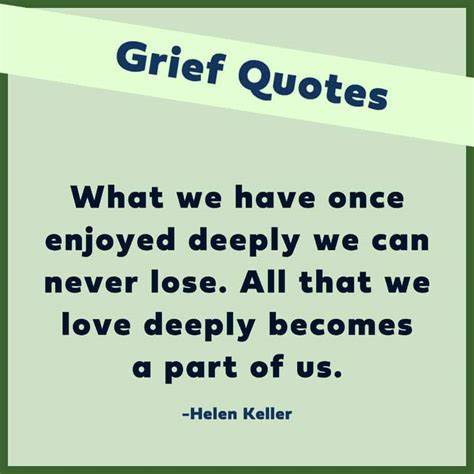 Grief Quotes
What we have once
enjoyed deeply we can
never lose. All that we
love deeply becomes
a part of us.
-Helen Keller